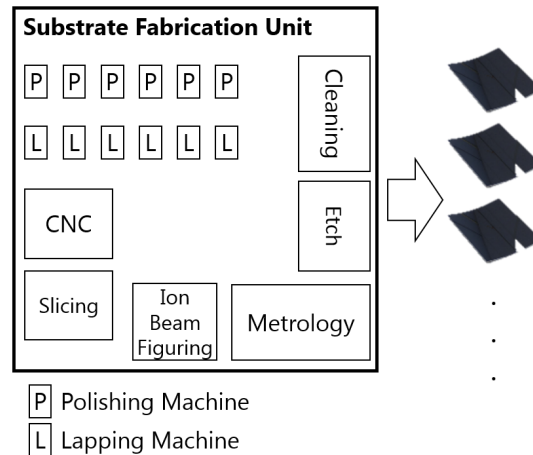 Substrate Fabrication Unit
P P P P P P
L L L L L L
Cleaning
CNC
Etch
Slicing
Ion
Beam
Figuring
Metrology
P Polishing Machine
L Lapping Machine